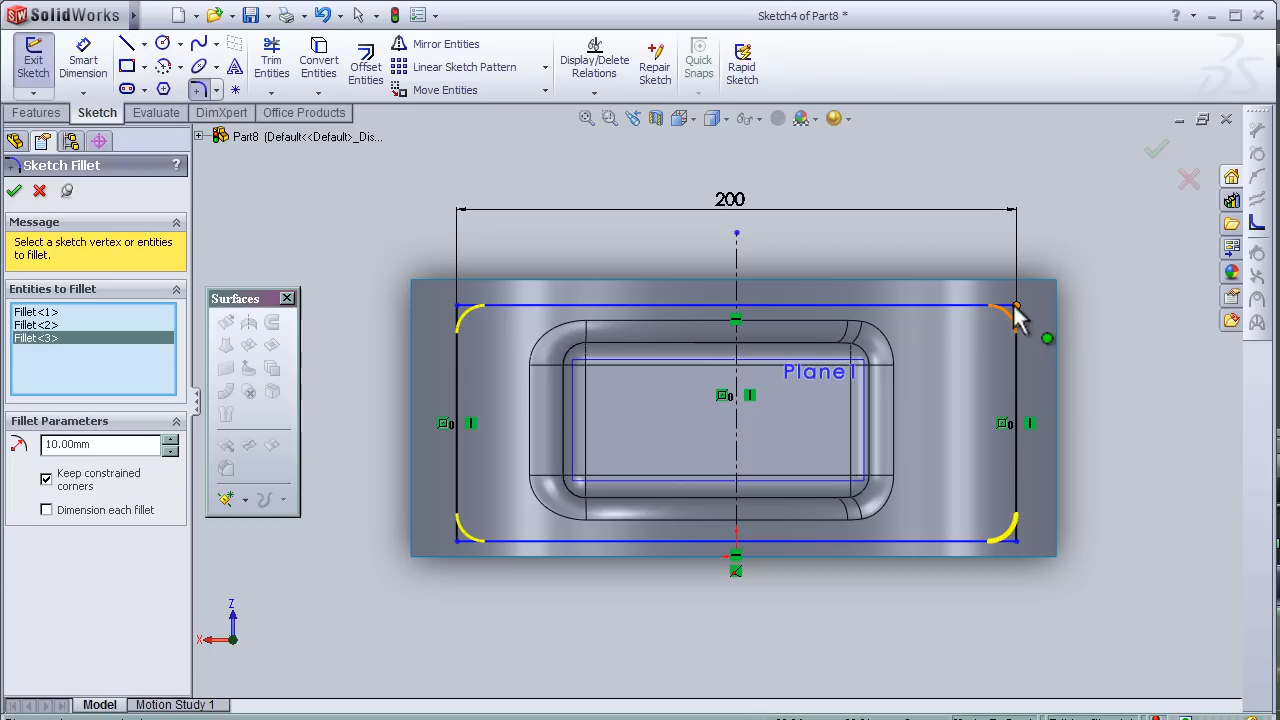 SolidWorks
Sketch4 of Part8 *
Exit Sketch
Smart Dimension
Trim Entities
Convert Entities
Offset Entities
Mirror Entities
Linear Sketch Pattern
Move Entities
Display/Delete Relations
Repair Sketch
Quick Snaps
Rapid Sketch
Features
Sketch
Evaluate
DimXpert
Office Products
Part8 (Default<<Default>_Dis...
Sketch Fillet
?
Message
Select a sketch vertex or entities
to fillet.
Entities to Fillet
Fillet<1>
Fillet<2>
Fillet<3>
Fillet Parameters
10.00mm
Keep constrained
corners
Dimension each fillet
Surfaces
200
Plane1
Z
X
Model
Motion Study 1